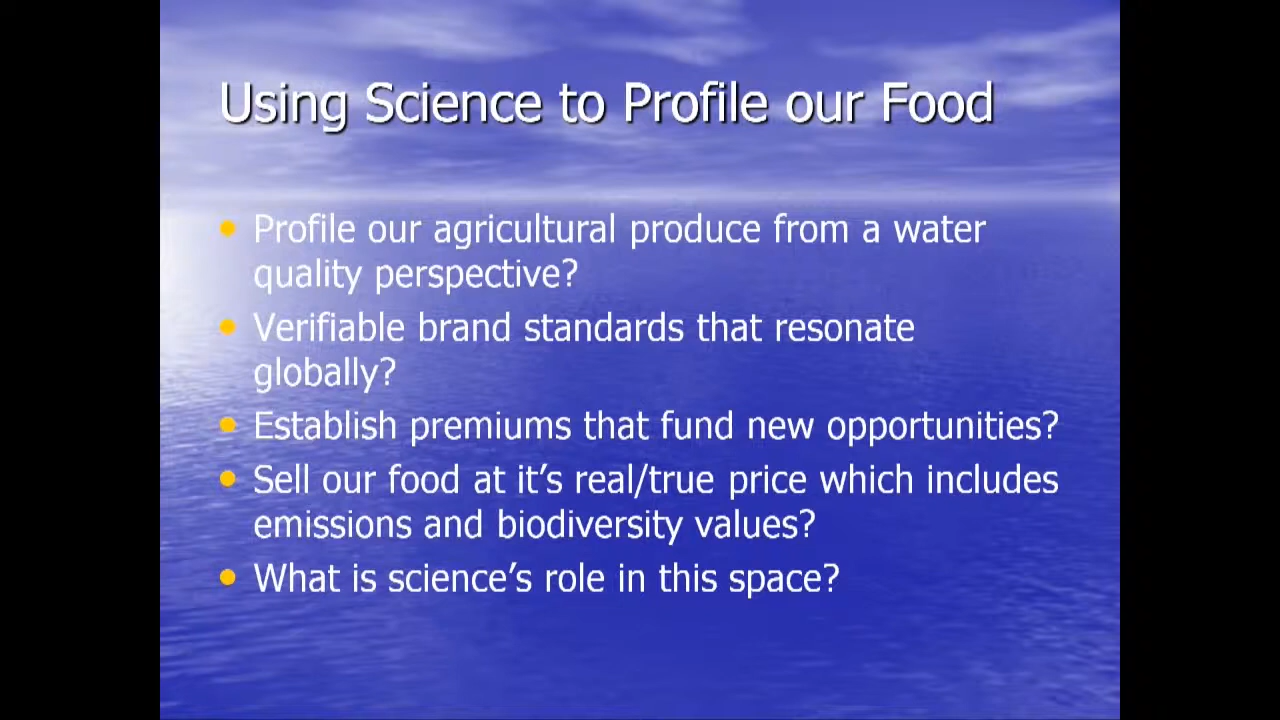 Using Science to Profile our Food
• Profile our agricultural produce from a water
quality perspective?
• Verifiable brand standards that resonate
globally?
• Establish premiums that fund new opportunities?
• Sell our food at it’s real/true price which includes
emissions and biodiversity values?
• What is science’s role in this space?